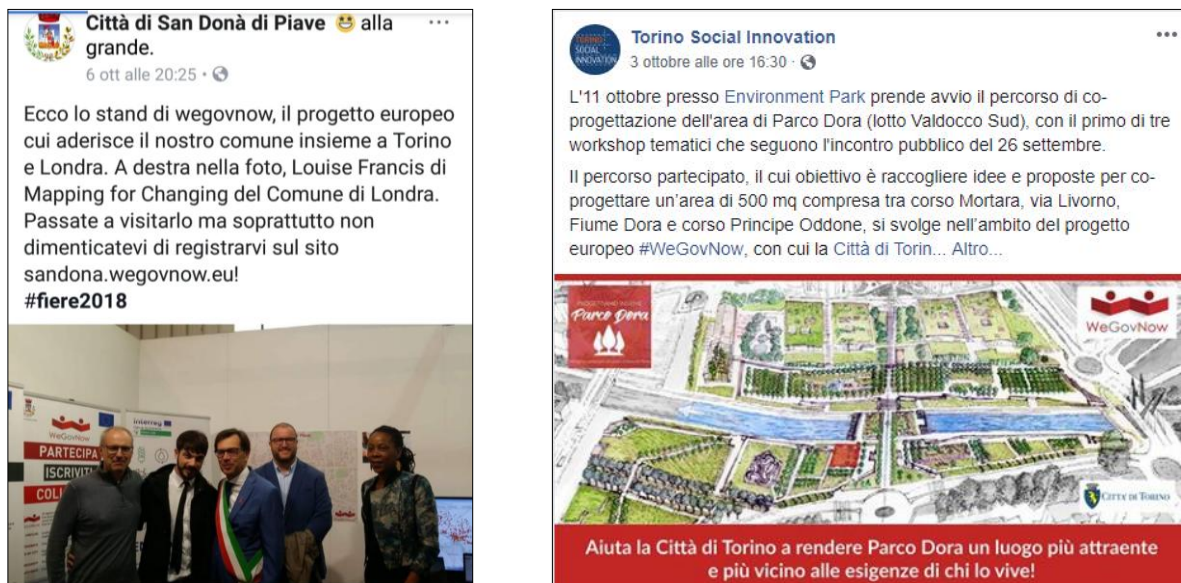 Città di San Donà di Piave 😆 alla
grande.
6 ott alle 20:25
Ecco lo stand di wegovnow, il progetto europeo
cui aderisce il nostro comune insieme a Torino
e Londra. A destra nella foto, Louise Francis di
Mapping for Changing del Comune di Londra.
Passate a visitarlo ma soprattutto non
dimenticatevi di registrarvi sul sito
sandona.wegovnow.eu!
#fiere2018
WeGovNow
PARTECIPA
ISCRIVITI
COLL
Interreg
TORINO
SOCIAL
INNOVATION
Torino Social Innovation
3 ottobre alle ore 16:30
L'11 ottobre presso Environment Park prende avvio il percorso di co-
progettazione dell'area di Parco Dora (lotto Valdocco Sud), con il primo di tre
workshop tematici che seguono l'incontro pubblico del 26 settembre.
Il percorso partecipato, il cui obiettivo è raccogliere idee e proposte per co-
progettare un'area di 500 mq compresa tra corso Mortara, via Livorno,
Fiume Dora e corso Principe Oddone, si svolge nell'ambito del progetto
europeo #WeGovNow, con cui la Città di Torin... Altro...
PROGETTIAMO INSIEME
Parco Dora
WeGovNow
CITTA' DI TORINO
Aiuta la Città di Torino a rendere Parco Dora un luogo più attraente
e più vicino alle esigenze di chi lo vive!